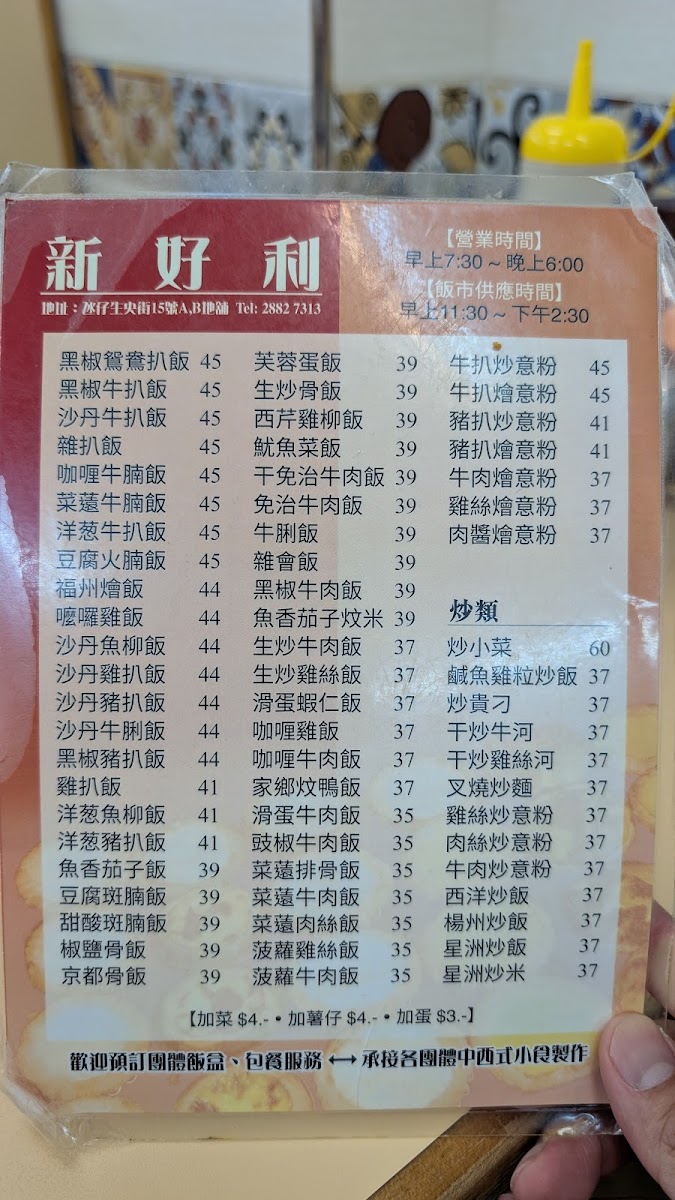 新好利
地址：氹仔生央街15號A,B地舖 Tel: 2882 7313
【營業時間】
早上7:30 ~ 晚上6:00
【飯市供應時間】
早上11:30 ~ 下午2:30
黑椒鴛鴦扒飯 45
黑椒牛扒飯 45
沙丹牛扒飯 45
雜扒飯 45
咖喱牛腩飯 45
菜薳牛腩飯 45
洋葱牛扒飯 45
豆腐火腩飯 45
福州燴飯 44
嚒囉雞飯 44
沙丹魚柳飯 44
沙丹雞扒飯 44
沙丹豬扒飯 44
沙丹牛脷飯 44
黑椒豬扒飯 44
雞扒飯 41
洋葱魚柳飯 41
洋葱豬扒飯 41
魚香茄子飯 39
豆腐斑腩飯 39
甜酸斑腩飯 39
椒鹽骨飯 39
京都骨飯 39
芙蓉蛋飯 39
生炒骨飯 39
西芹雞柳飯 39
魷魚菜飯 39
干免治牛肉飯 39
免治牛肉飯 39
牛脷飯 39
雜會飯 39
黑椒牛肉飯 39
魚香茄子炆米 39
生炒牛肉飯 37
生炒雞絲飯 37
滑蛋蝦仁飯 37
咖喱雞飯 37
咖喱牛肉飯 37
家鄉炆鴨飯 37
滑蛋牛肉飯 35
豉椒牛肉飯 35
菜薳排骨飯 35
菜薳牛肉飯 35
菜薳肉絲飯 35
菠蘿雞絲飯 35
菠蘿牛肉飯 35
牛扒炒意粉 45
牛扒燴意粉 45
豬扒炒意粉 41
豬扒燴意粉 41
牛肉燴意粉 37
雞絲燴意粉 37
肉醬燴意粉 37
炒類
炒小菜 60
鹹魚雞粒炒飯 37
炒貴刁 37
干炒牛河 37
干炒雞絲河 37
叉燒炒麵 37
雞絲炒意粉 37
肉絲炒意粉 37
牛肉炒意粉 37
西洋炒飯 37
楊州炒飯 37
星洲炒飯 37
星洲炒米 37
【加菜 $4.- • 加薯仔 $4.- • 加蛋 $3.-】
歡迎預訂團體飯盒、包餐服務 ↔ 承接各團體中西式小食製作